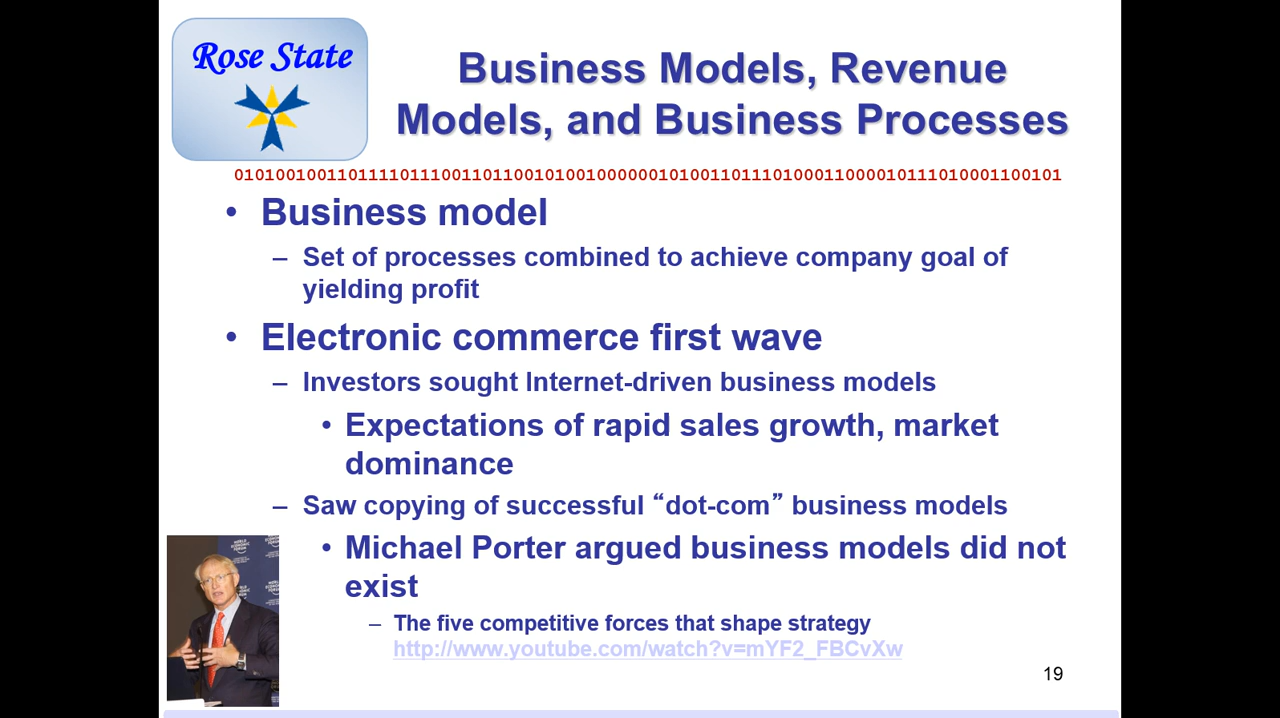 Rose State
Business Models, Revenue
Models, and Business Processes
01010010011011110111001101100101001000000101001101110100011000010111010001100101
• Business model
– Set of processes combined to achieve company goal of
yielding profit
• Electronic commerce first wave
– Investors sought Internet-driven business models
• Expectations of rapid sales growth, market
dominance
– Saw copying of successful “dot-com” business models
• Michael Porter argued business models did not
exist
– The five competitive forces that shape strategy
http://www.youtube.com/watch?v=mYF2_FBCvXw
19